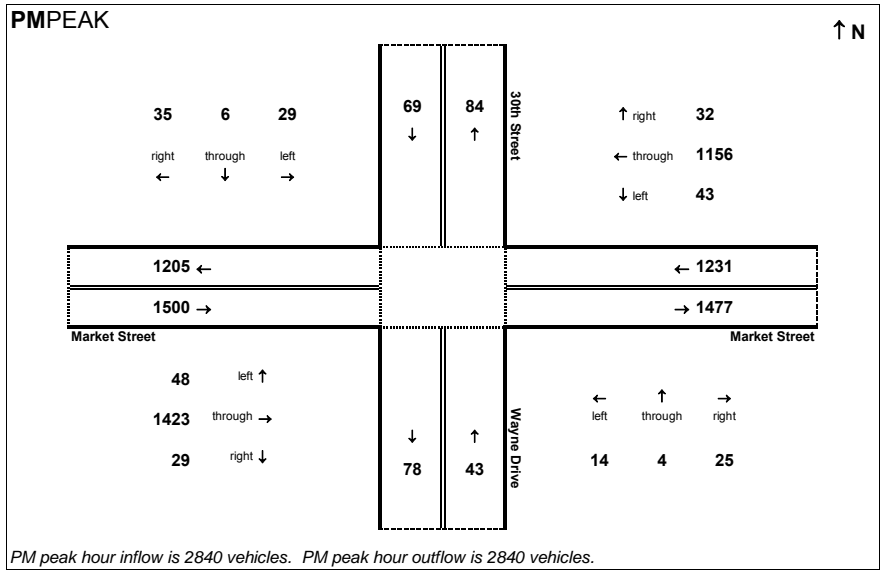 PMPEAK
↑ N
35 6 29
right through left
← ↓ →
69 84
↓ ↑
30th Street
↑ right 32
← through 1156
↓ left 43
1205 ←
← 1231
1500 →
→ 1477
Market Street
Market Street
48 left ↑
1423 through →
29 right ↓
↓ ↑
78 43
Wayne Drive
← ↑ →
left through right
14 4 25
PM peak hour inflow is 2840 vehicles. PM peak hour outflow is 2840 vehicles.